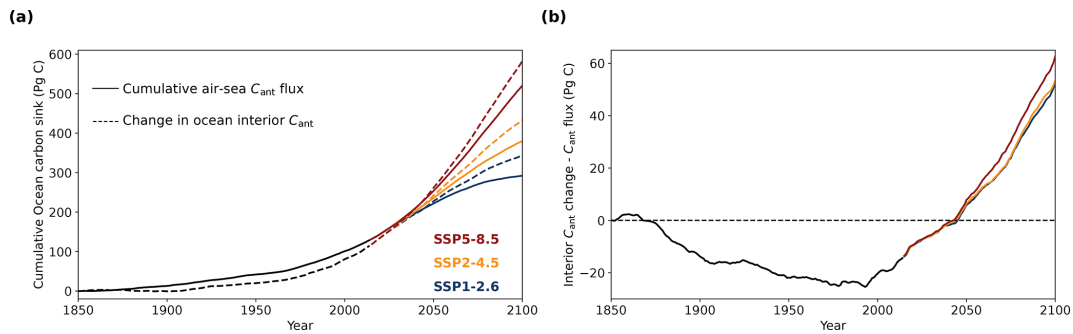 (a)
Cumulative Ocean carbon sink (Pg C)
600
500
400
300
200
100
0
Cumulative air-sea Cant flux
Change in ocean interior Cant
SSP5-8.5
SSP2-4.5
SSP1-2.6
1850 1900 1950 2000 2050 2100
Year
(b)
Interior Cant change - Cant flux (Pg C)
60
40
20
0
−20
1850 1900 1950 2000 2050 2100
Year